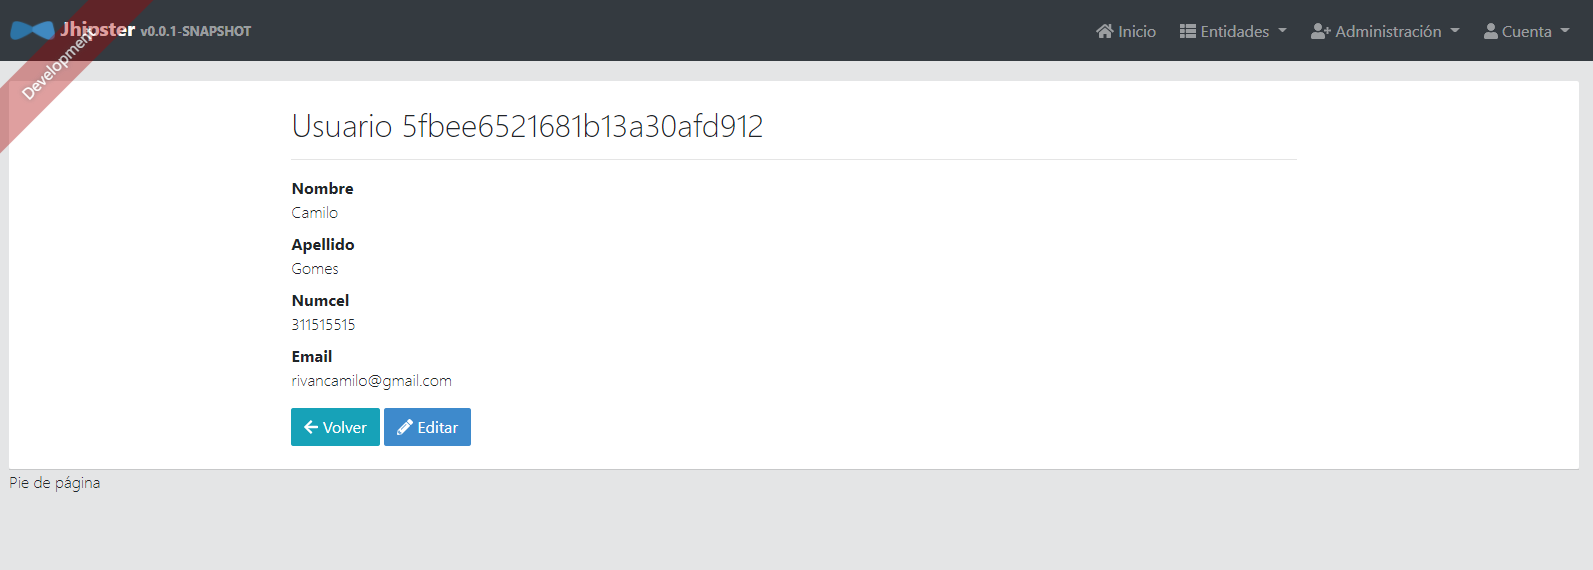 Jhipster v0.0.1-SNAPSHOT
Inicio
Entidades
Administración
Cuenta
Development
Usuario 5fbee6521681b13a30afd912
Nombre
Camilo
Apellido
Gomes
Numcel
311515515
Email
rivancamilo@gmail.com
Volver
Editar
Pie de página